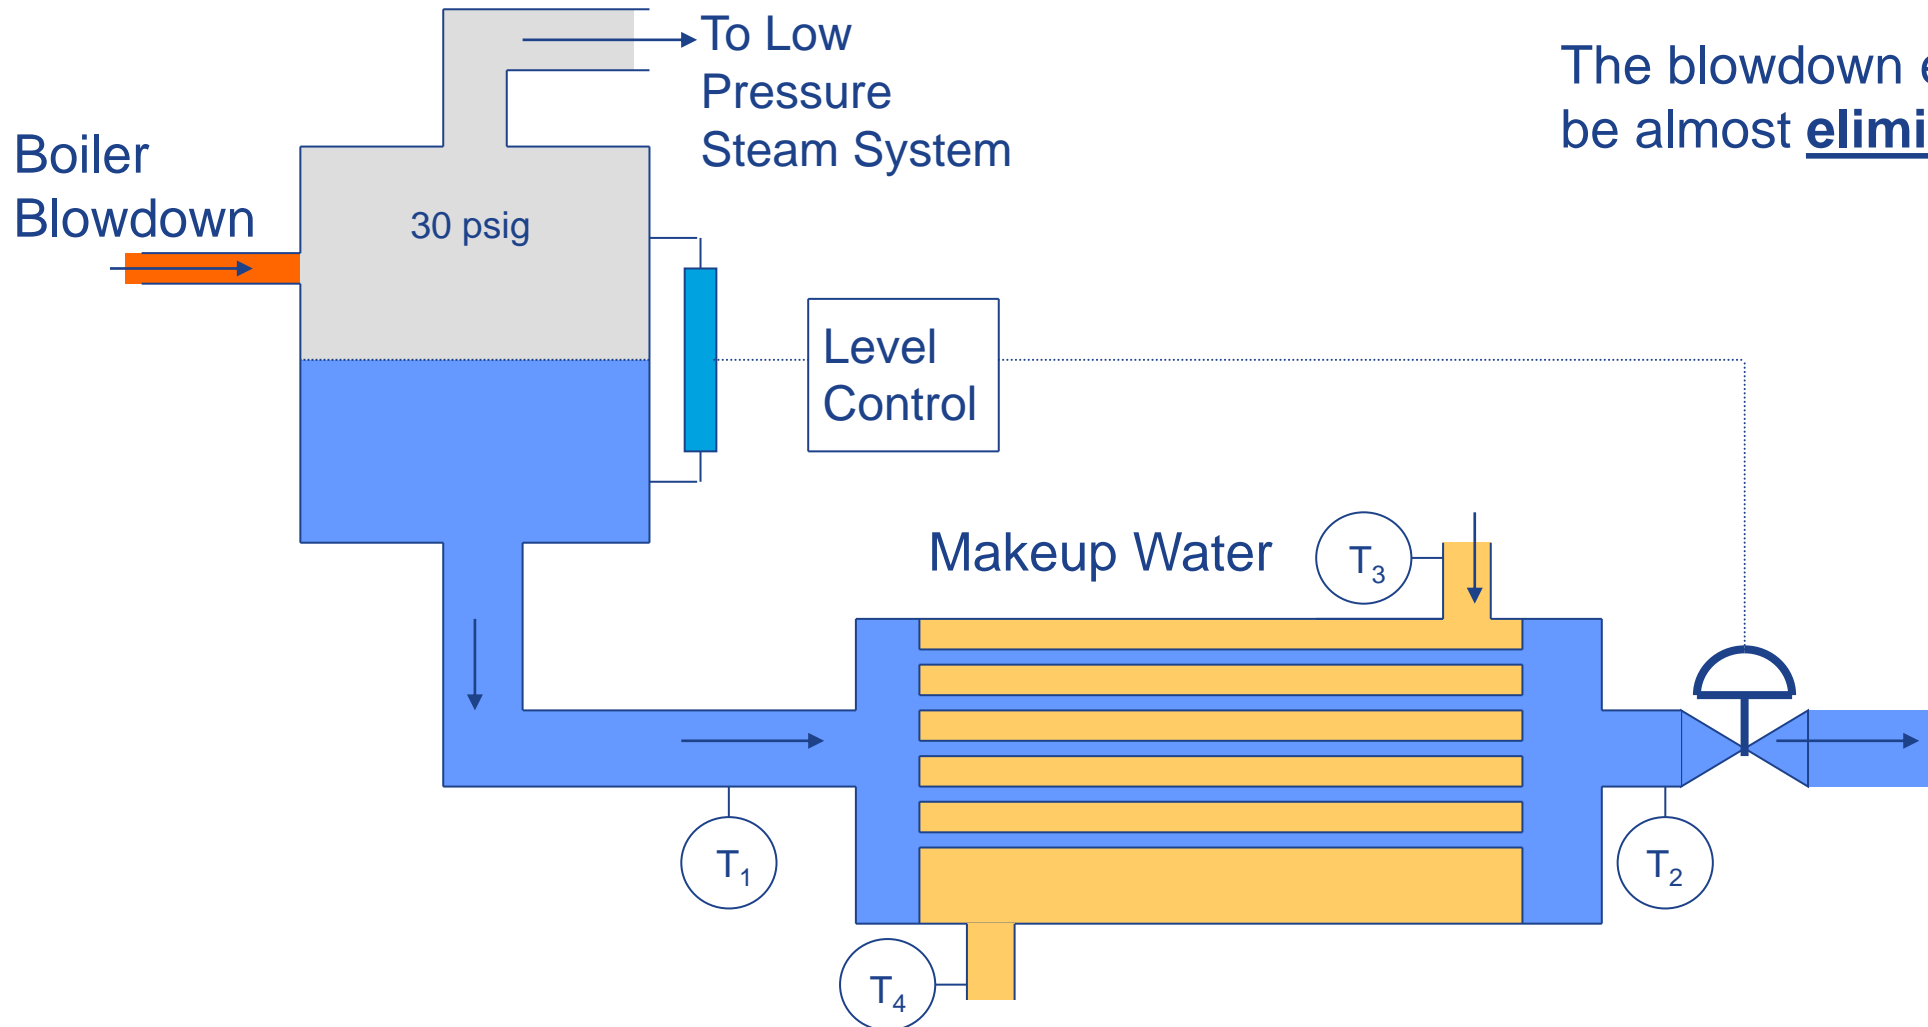 To Low
Pressure
Steam System
The blowdown
be almost
Boiler
Blowdown
30 psig
Level
Control
Makeup Water
T3
T1
T2
T4